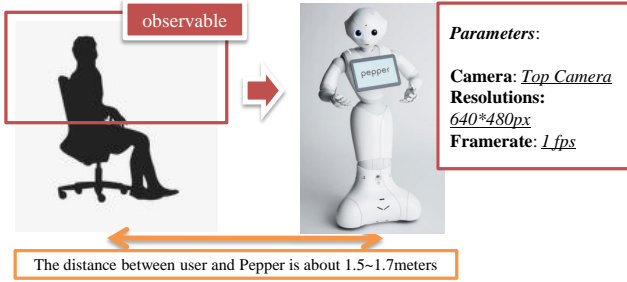 observable
pepper
Parameters:
Camera: Top Camera
Resolutions:
640*480px
Framerate: 1 fps
The distance between user and Pepper is about 1.5~1.7meters